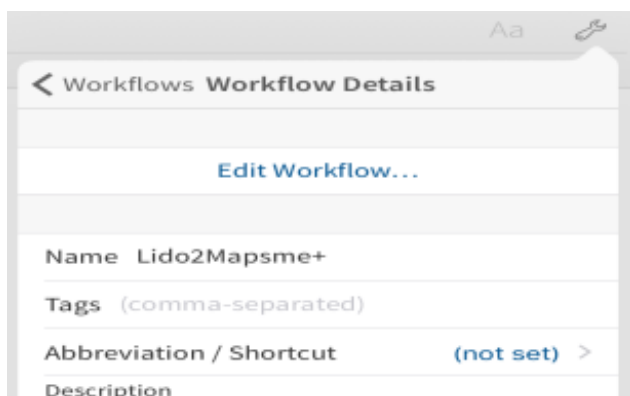 Aa
Workflows Workflow Details
Edit Workflow...
Name Lido2Mapsme+
Tags (comma-separated)
Abbreviation / Shortcut (not set) >
Description